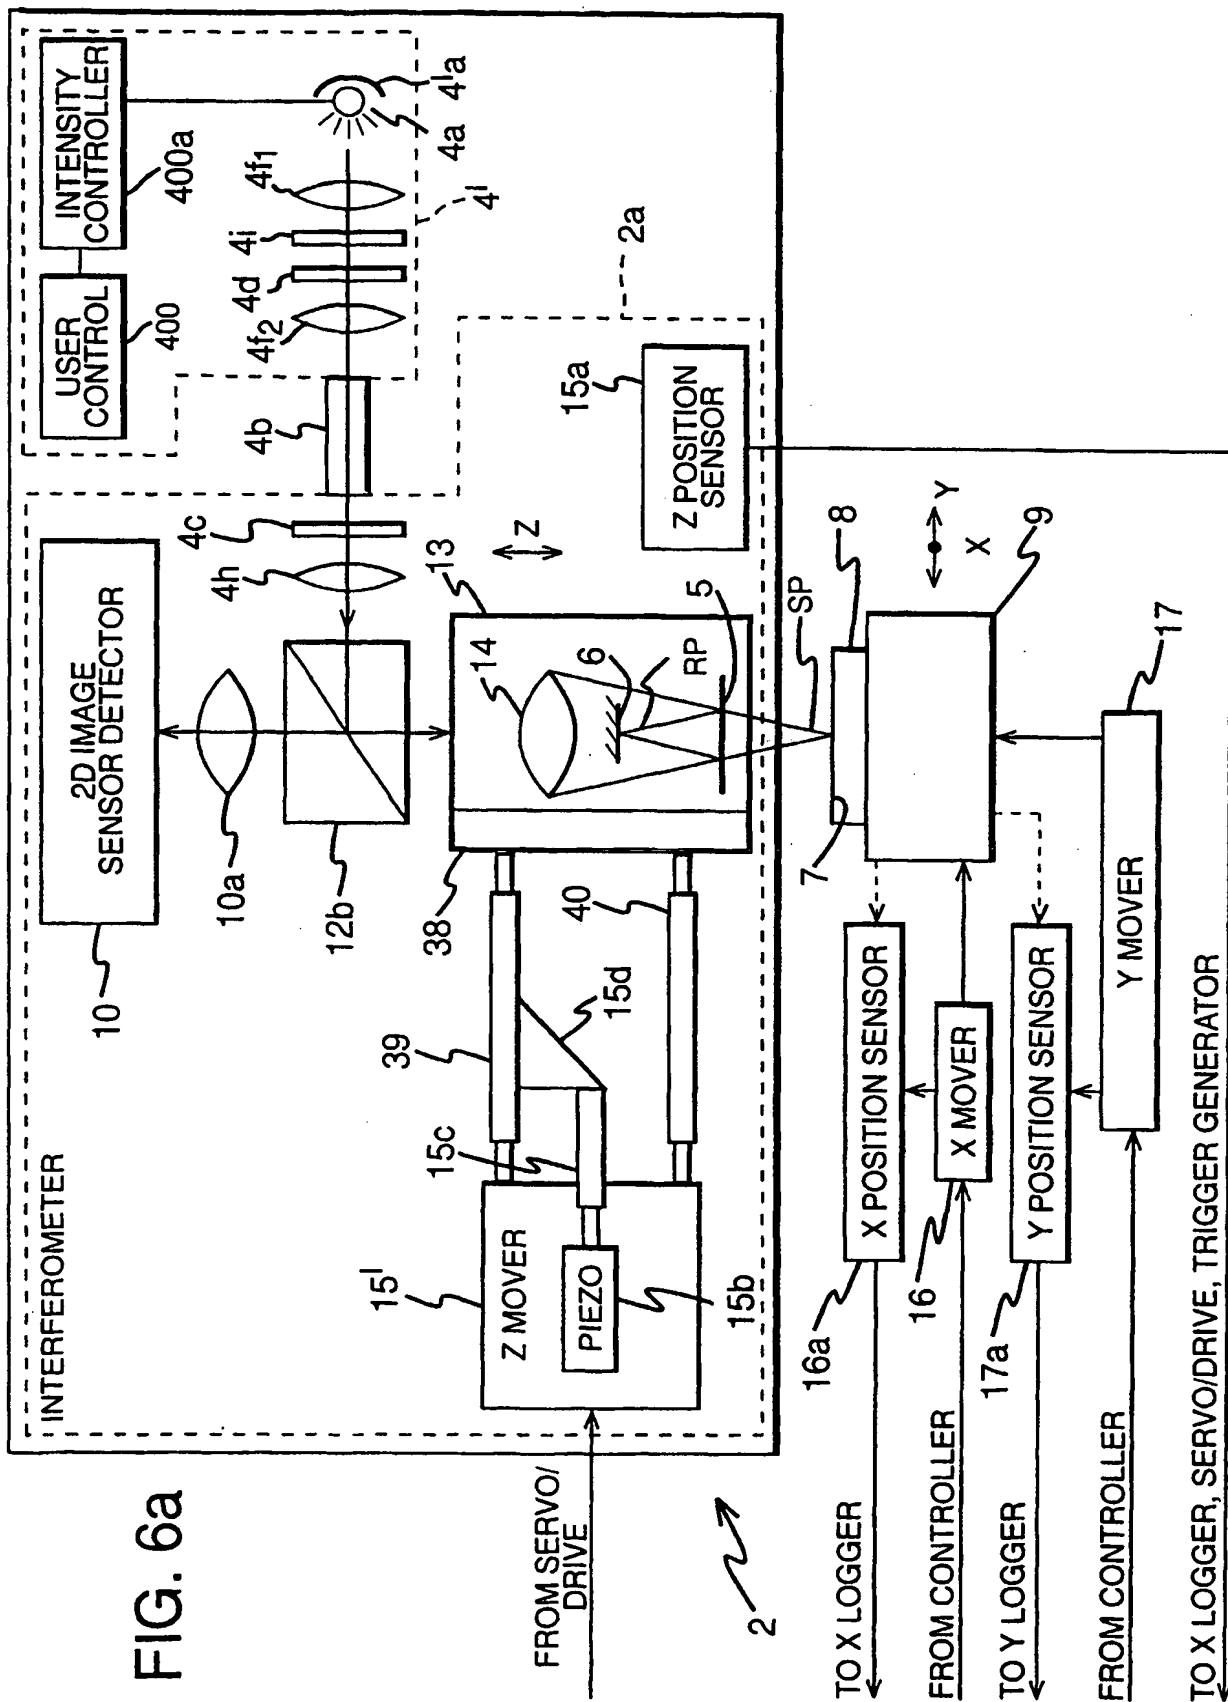 FIG. 6a
INTERFEROMETER
10
2D IMAGE
SENSOR DETECTOR
10a
12b
4h
4c
4b
USER
CONTROL
400
INTENSITY
CONTROLLER
400a
4f2
4d
4i
4f1
4a
4'a
4'
2a
15'
Z MOVER
PIEZO
15b
15c
15d
39
40
38
13
14
6
RP
5
Z
15a
Z POSITION
SENSOR
FROM SERVO/
DRIVE
2
SP
7
8
9
Y
X
16a
X POSITION SENSOR
16
X MOVER
17a
Y POSITION SENSOR
Y MOVER
17
TO X LOGGER
FROM CONTROLLER
TO Y LOGGER
FROM CONTROLLER
TO X LOGGER, SERVO/DRIVE, TRIGGER GENERATOR